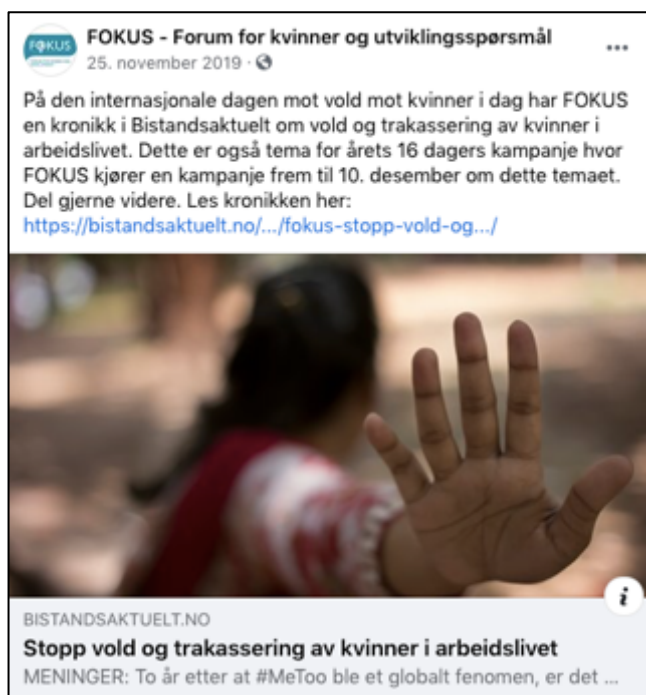 FOKUS
FOKUS - Forum for kvinner og utviklingsspørsmål
25. november 2019 ·
På den internasjonale dagen mot vold mot kvinner i dag har FOKUS
en kronikk i Bistandsaktuelt om vold og trakassering av kvinner i
arbeidslivet. Dette er også tema for årets 16 dagers kampanje hvor
FOKUS kjører en kampanje frem til 10. desember om dette temaet.
Del gjerne videre. Les kronikken her:
https://bistandsaktuelt.no/.../fokus-stopp-vold-og.../
i
BISTANDSAKTUELT.NO
Stopp vold og trakassering av kvinner i arbeidslivet
MENINGER: To år etter at #MeToo ble et globalt fenomen, er det ...